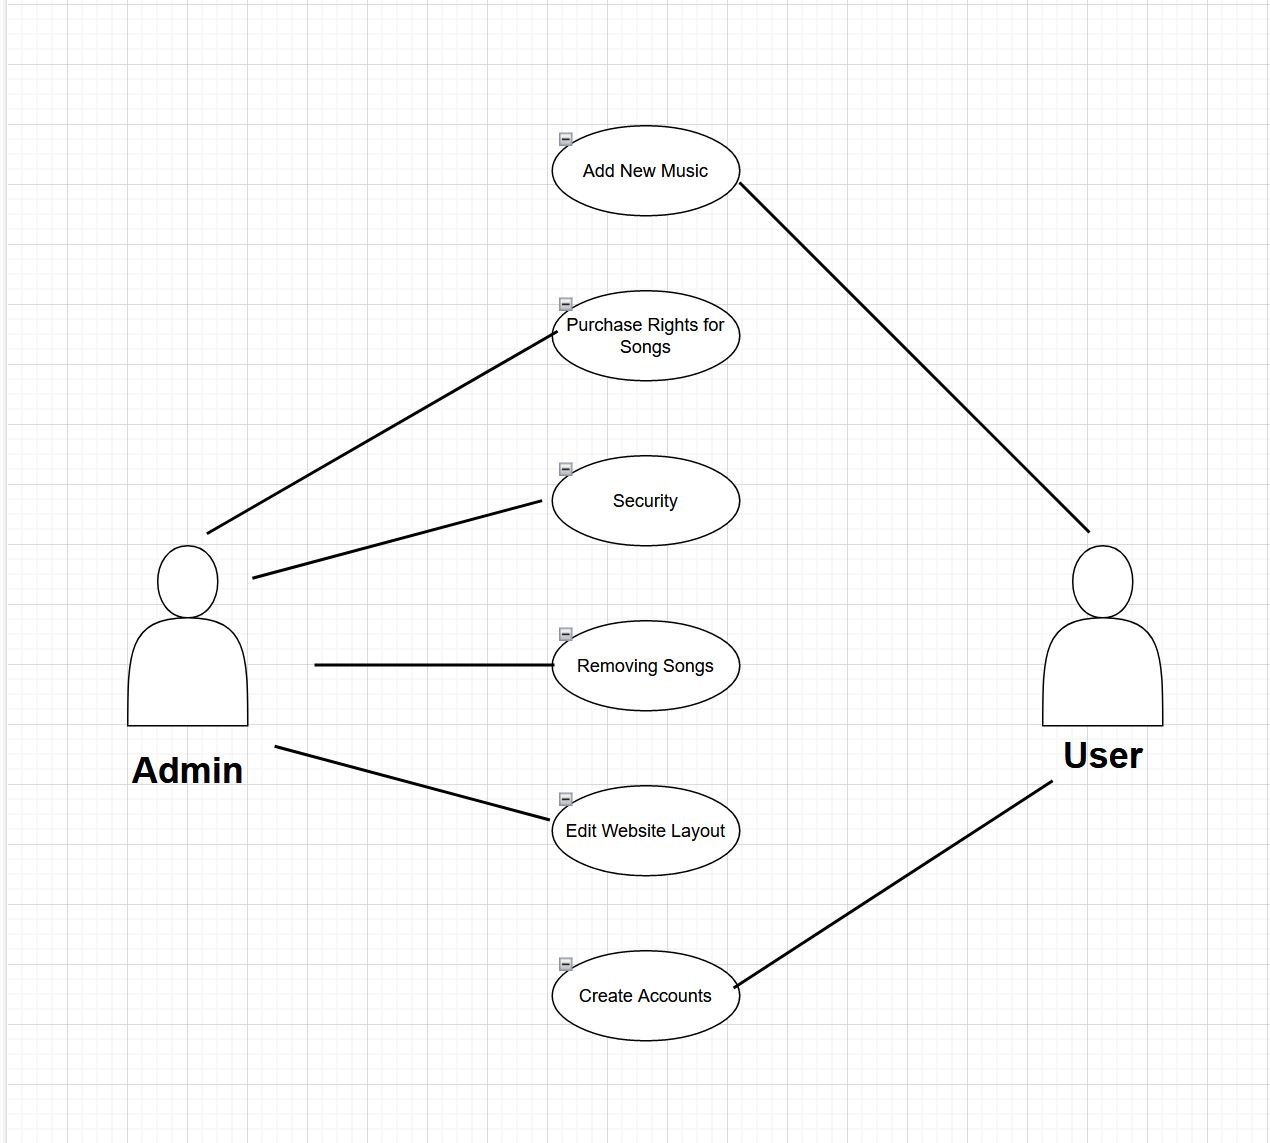 Add New Music
Purchase Rights for
Songs
Security
Removing Songs
Admin
User
Edit Website Layout
Create Accounts